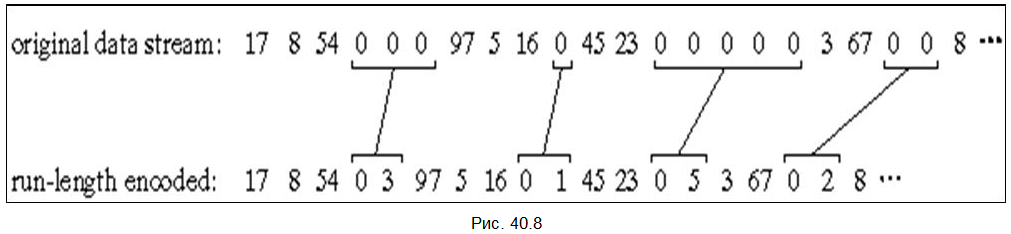 original data stream: 17 8 54 0 0 0 97 5 16 0 45 23 0 0 0 0 0 3 67 0 0 8 ···
run-length encoded: 17 8 54 0 3 97 5 16 0 1 45 23 0 5 3 67 0 2 8 ···
Рис. 40.8